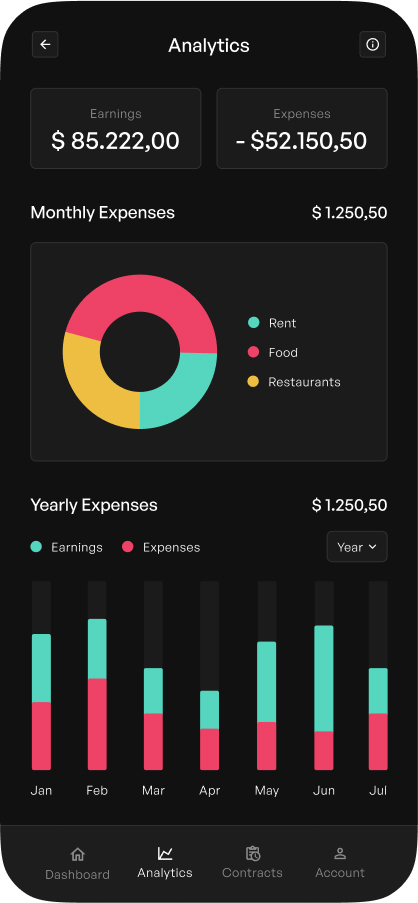 Analytics
Earnings
$ 85.222,00
Expenses
- $52.150,50
Monthly Expenses
$ 1.250,50
Rent
Food
Restaurants
Yearly Expenses
$ 1.250,50
Earnings
Expenses
Year
Jan Feb Mar Apr May Jun Jul
Dashboard Analytics Contracts Account